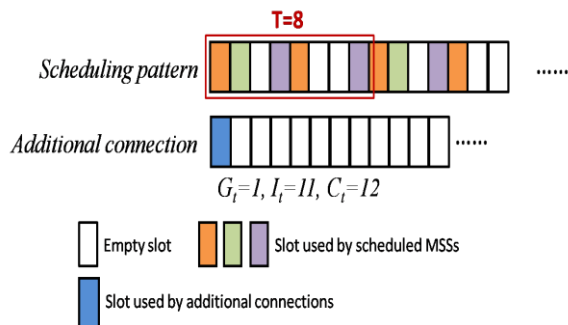 T=8
Scheduling pattern ......
Additional connection ......
Gt=1, It=11, Ct=12
Empty slot
Slot used by scheduled MSSs
Slot used by additional connections